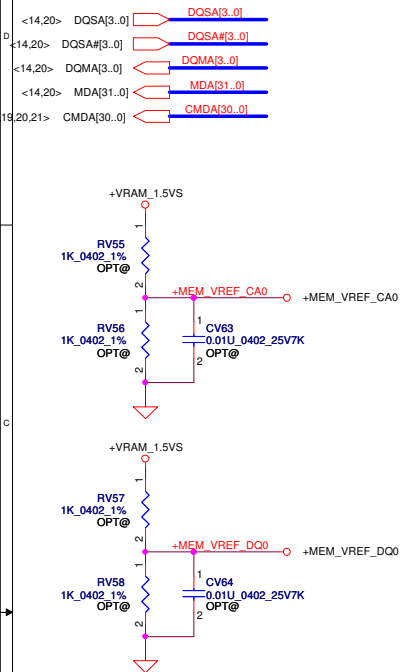 <14,20> DQSA[3..0] DQSA[3..0]
D
<14,20> DQSA#[3..0] DQSA#[3..0]
<14,20> DQMA[3..0] DQMA[3..0]
<14,20> MDA[31..0] MDA[31..0]
19,20,21> CMDA[30..0] CMDA[30..0]
+VRAM_1.5VS
1
RV55
1K_0402_1%
OPT@
2
+MEM_VREF_CA0 +MEM_VREF_CA0
1 1
RV56 CV63
1K_0402_1% 0.01U_0402_25V7K
OPT@ OPT@
2 2
C
+VRAM_1.5VS
1
RV57
1K_0402_1%
OPT@
2
+MEM_VREF_DQ0 +MEM_VREF_DQ0
1 1
RV58 CV64
1K_0402_1% 0.01U_0402_25V7K
OPT@ OPT@
2 2